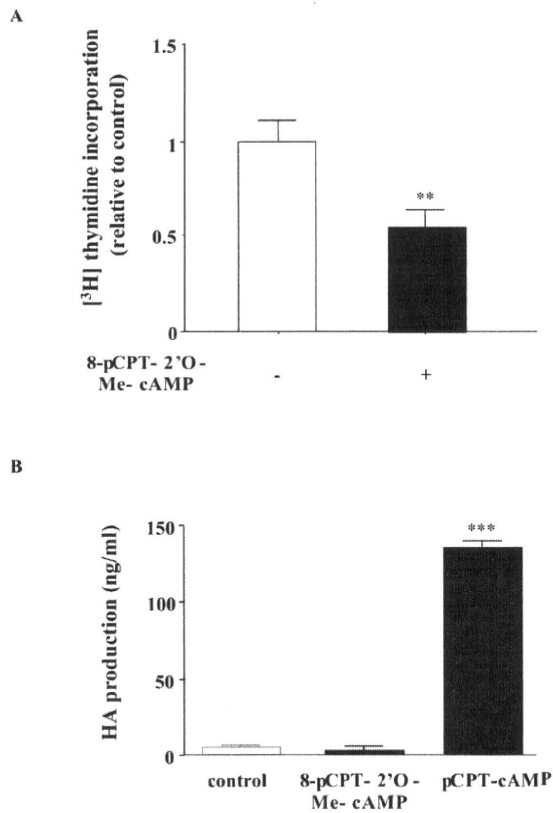 A
[³H] thymidine incorporation
(relative to control)
1.5
1
0.5
0
**
8-pCPT- 2'O -
Me- cAMP
-
+
B
HA production (ng/ml)
150
100
50
0
***
control
8-pCPT- 2'O -
Me- cAMP
pCPT-cAMP